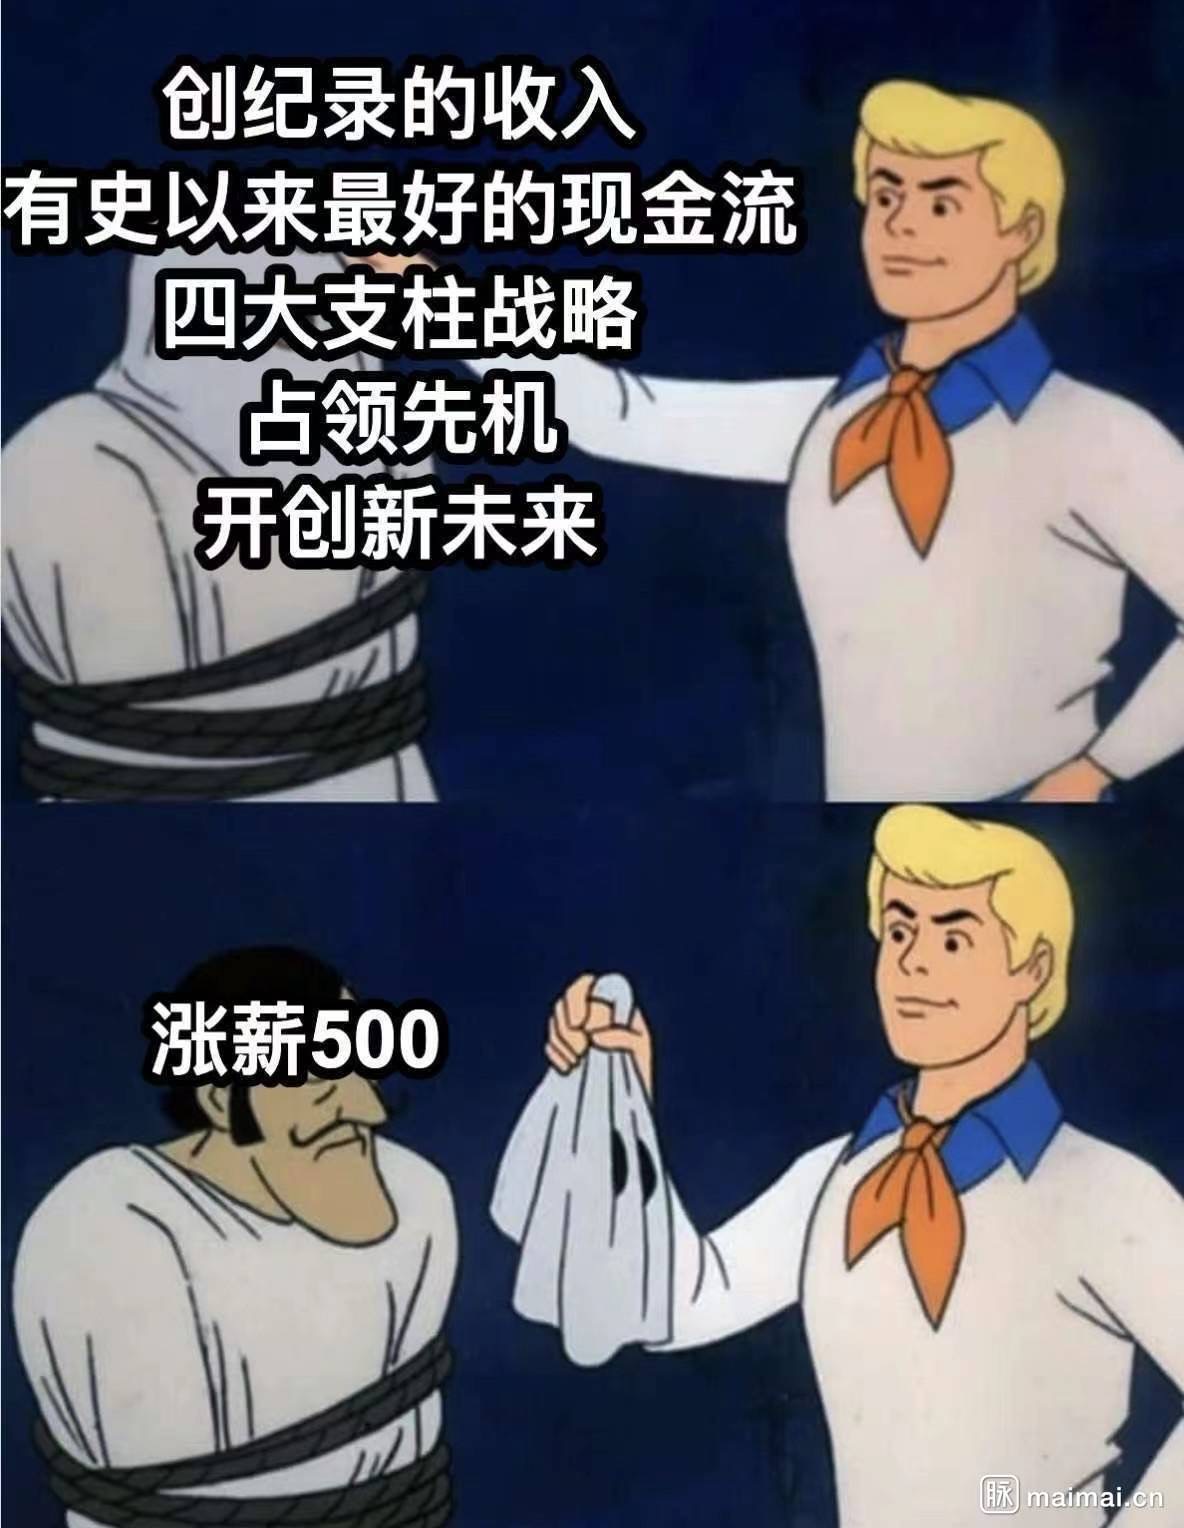 创纪录的收入
有史以来最好的现金流
四大支柱战略
占领先机
开创新未来
涨薪500
脉 maimai.cn